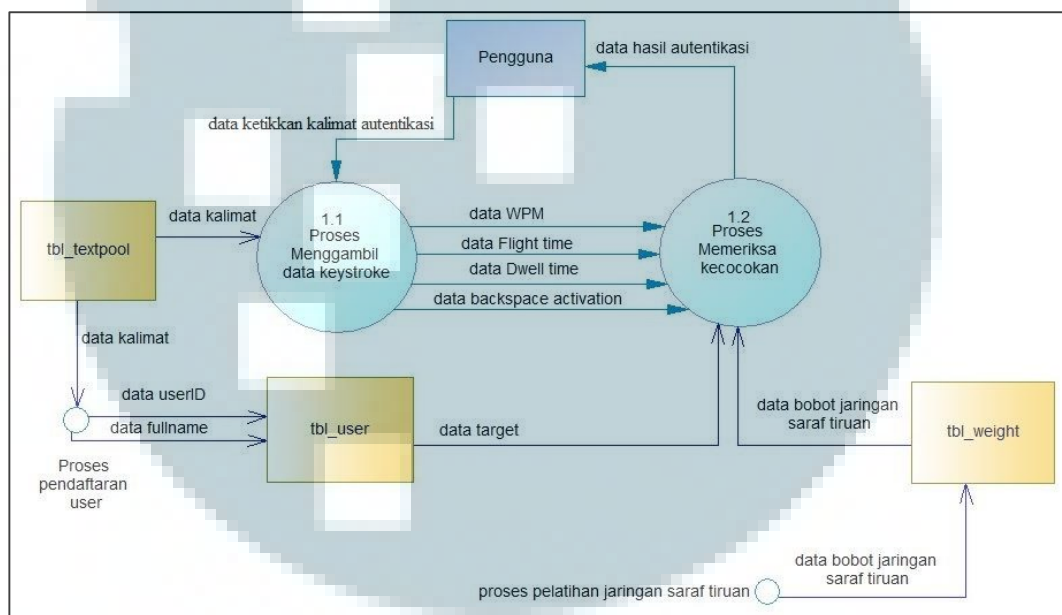 Pengguna
data hasil autentikasi
data ketikkan kalimat autentikasi
tbl_textpool
data kalimat
1.1
Proses
Menggambil
data keystroke
data WPM
data Flight time
data Dwell time
data backspace activation
1.2
Proses
Memeriksa
kecocokan
data kalimat
data userID
data fullname
Proses
pendaftaran
user
tbl_user
data target
data bobot jaringan
saraf tiruan
tbl_weight
data bobot jaringan
saraf tiruan
proses pelatihan jaringan saraf tiruan